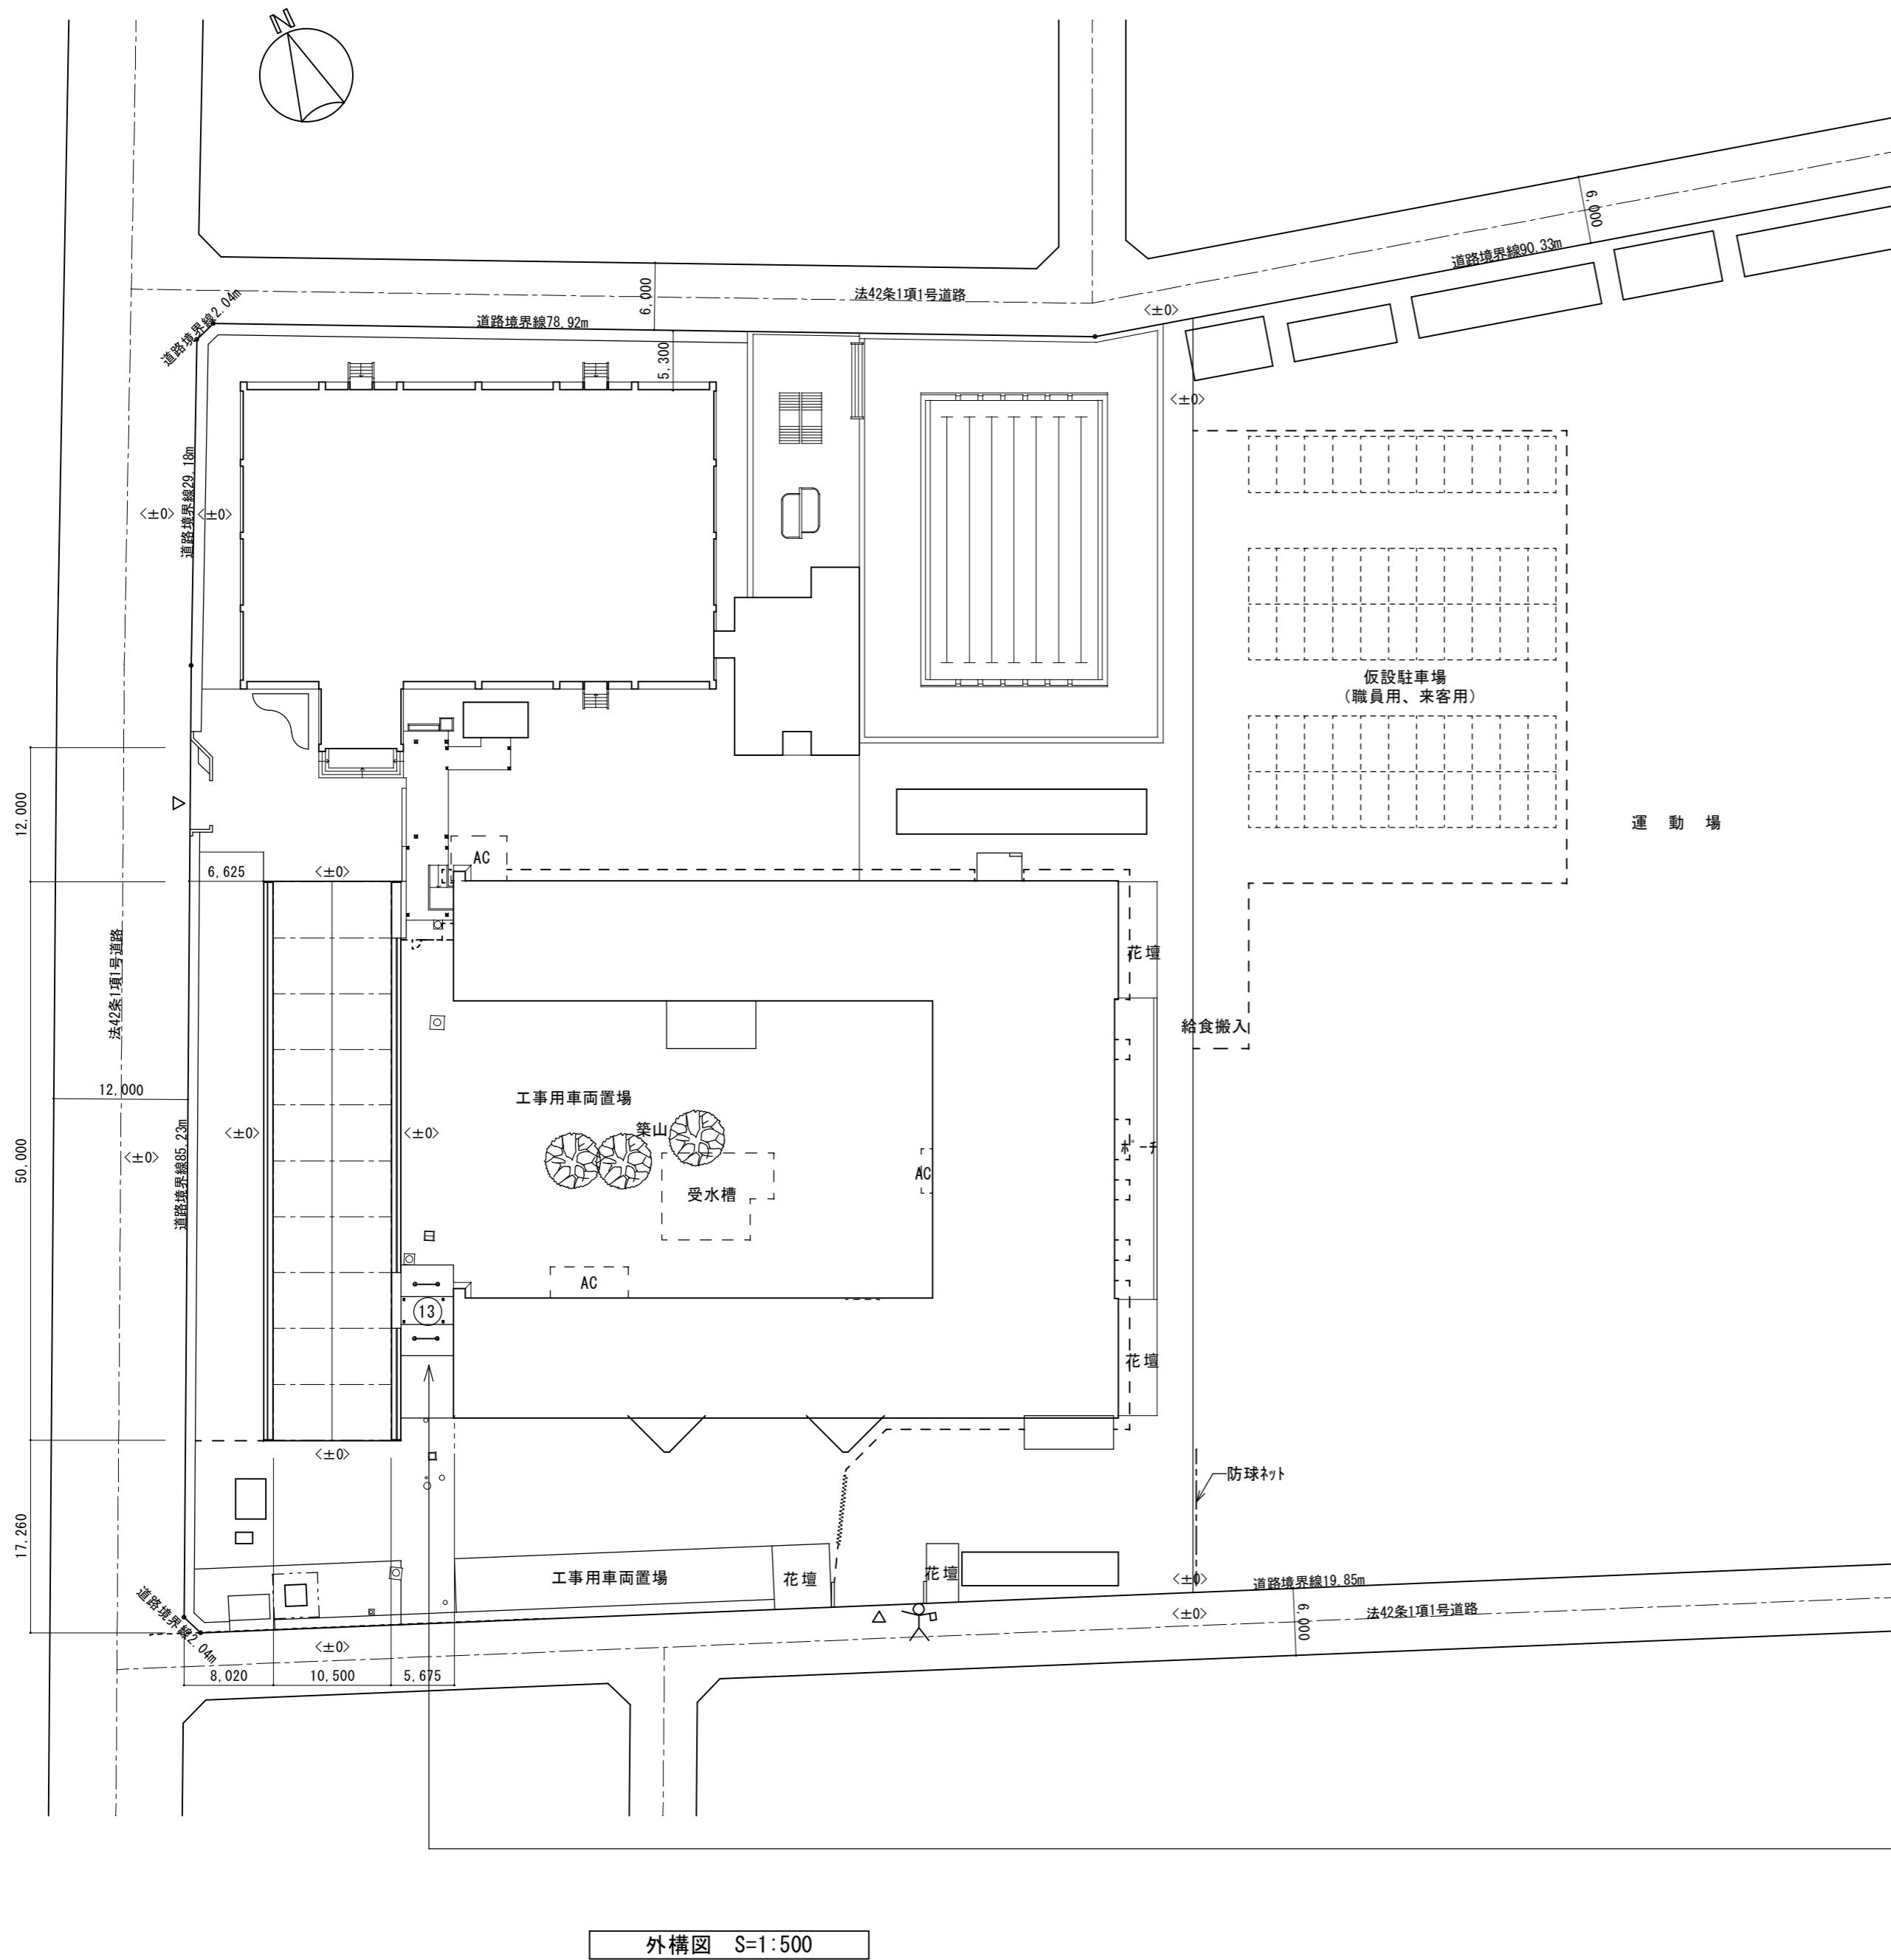 N
6,000
道路境界線90.33m
法42条1項1号道路
6,000
道路境界線2.04m
道路境界線78.92m
<±0>
5,300
<±0>
道路境界線29.18m
<±0>
<±0>
仮設駐車場
(職員用、来客用)
運動場
12,000
AC
6,625
<±0>
花壇
法42条1項1号道路
給食搬入
12,000
工事用車両置場
築山
<±0>
<±0>
<±0>
ポーチ
50,000
道路境界線85.23m
受水槽
AC
AC
13
花壇
<±0>
防球ネット
17,260
工事用車両置場
花壇
花壇
<±0>
道路境界線19.85m
道路境界線2.04m
<±0>
<±0>
6,000
法42条1項1号道路
8,020
10,500
5,675
外構図 S=1:500